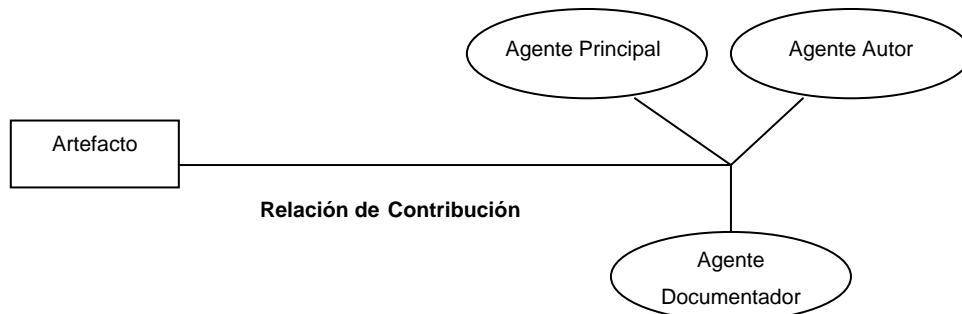 Agente Principal
Agente Autor
Artefacto
Relación de Contribución
Agente
Documentador